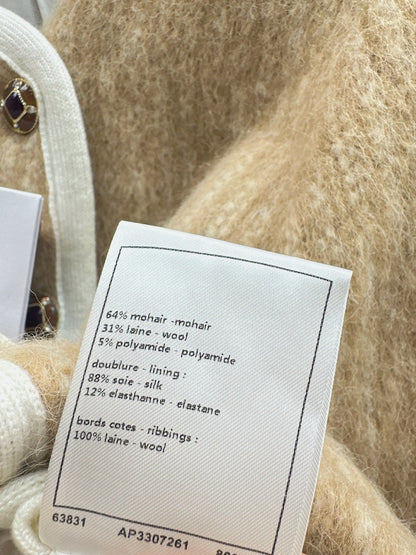 64% mohair -mohair
31% laine - wool
5% polyamide - polyamide
doublure - lining :
88% soie - silk
12% elasthanne - elastane
bords cotes - ribbings :
100% laine - wool
63831 AP3307261